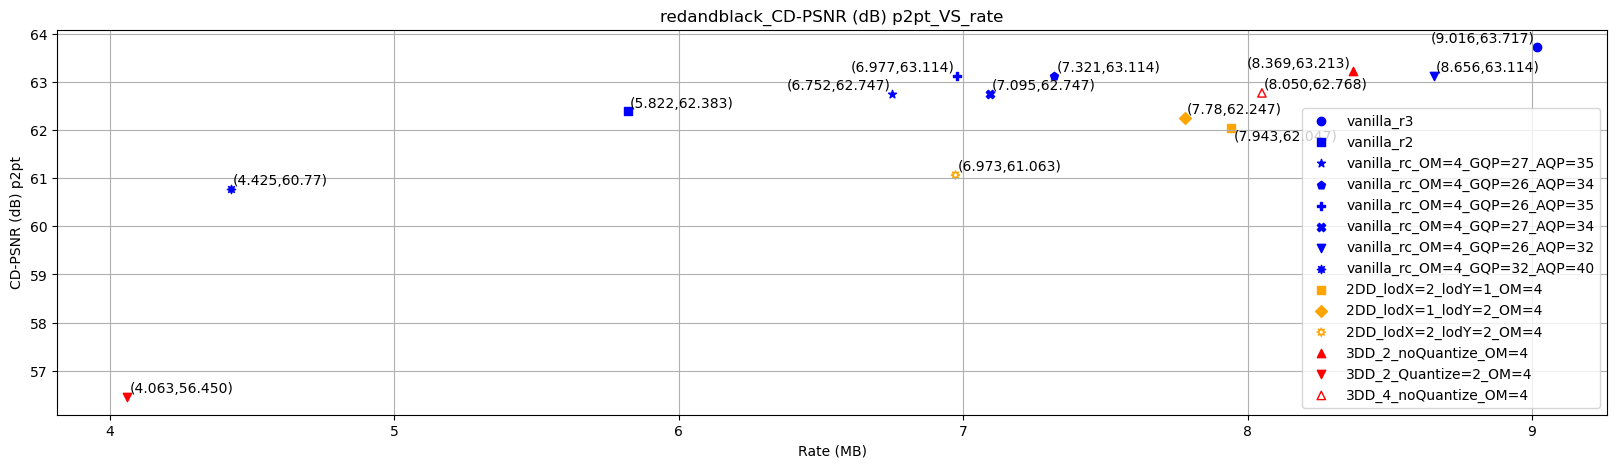 redandblack_CD-PSNR (dB) p2pt_VS_rate
CD-PSNR (dB) p2pt
64
63
62
61
60
59
58
57
(9.016,63.717)
(6.977,63.114)
(7.321,63.114)
(8.369,63.213)
(8.656,63.114)
(6.752,62.747)
(7.095,62.747)
(8.050,62.768)
(5.822,62.383)
(7.78,62.247)
(7.943,62.047)
(6.973,61.063)
(4.425,60.77)
(4.063,56.450)
vanilla_r3
vanilla_r2
vanilla_rc_OM=4_GQP=27_AQP=35
vanilla_rc_OM=4_GQP=26_AQP=34
vanilla_rc_OM=4_GQP=26_AQP=35
vanilla_rc_OM=4_GQP=27_AQP=34
vanilla_rc_OM=4_GQP=26_AQP=32
vanilla_rc_OM=4_GQP=32_AQP=40
2DD_lodX=2_lodY=1_OM=4
2DD_lodX=1_lodY=2_OM=4
2DD_lodX=2_lodY=2_OM=4
3DD_2_noQuantize_OM=4
3DD_2_Quantize=2_OM=4
3DD_4_noQuantize_OM=4
4 5 6 7 8 9
Rate (MB)